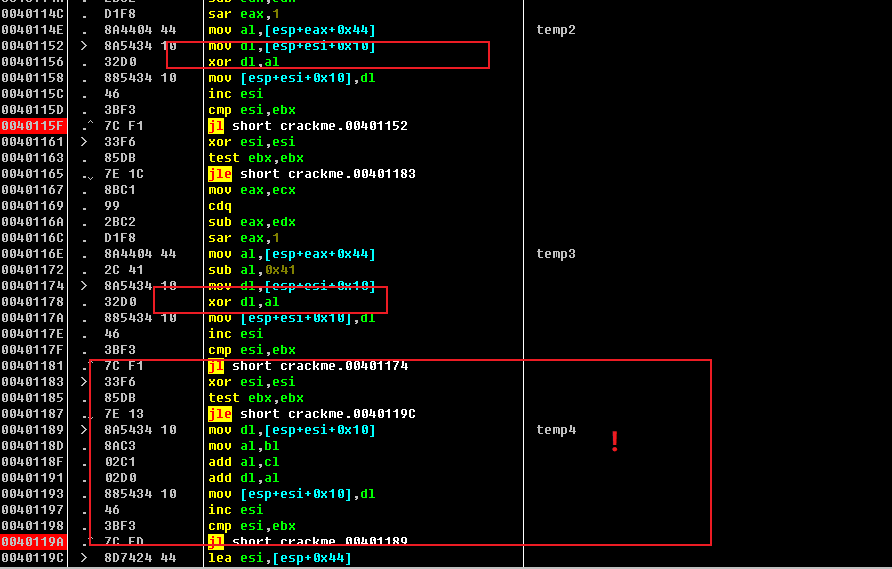 0040114C . D1F8 sar eax,1
0040114E . 8A4404 44 mov al,[esp+eax+0x44] temp2
00401152 > 8A5434 10 mov dl,[esp+esi+0x10]
00401156 . 32D0 xor dl,al
00401158 . 885434 10 mov [esp+esi+0x10],dl
0040115C . 46 inc esi
0040115D . 3BF3 cmp esi,ebx
0040115F .^ 7C F1 jl short crackme.00401152
00401161 > 33F6 xor esi,esi
00401163 . 85DB test ebx,ebx
00401165 .v 7E 1C jle short crackme.00401183
00401167 . 8BC1 mov eax,ecx
00401169 . 99 cdq
0040116A . 2BC2 sub eax,edx
0040116C . D1F8 sar eax,1
0040116E . 8A4404 44 mov al,[esp+eax+0x44] temp3
00401172 . 2C 41 sub al,0x41
00401174 > 8A5434 10 mov dl,[esp+esi+0x10]
00401178 . 32D0 xor dl,al
0040117A . 885434 10 mov [esp+esi+0x10],dl
0040117E . 46 inc esi
0040117F . 3BF3 cmp esi,ebx
00401181 .^ 7C F1 jl short crackme.00401174
00401183 > 33F6 xor esi,esi
00401185 . 85DB test ebx,ebx
00401187 .v 7E 13 jle short crackme.0040119C
00401189 > 8A5434 10 mov dl,[esp+esi+0x10] temp4
!
0040118D . 8AC3 mov al,bl
0040118F . 02C1 add al,cl
00401191 . 02D0 add dl,al
00401193 . 885434 10 mov [esp+esi+0x10],dl
00401197 . 46 inc esi
00401198 . 3BF3 cmp esi,ebx
0040119A .^ 7C ED jl short crackme.00401189
0040119C > 8D7424 44 lea esi,[esp+0x44]